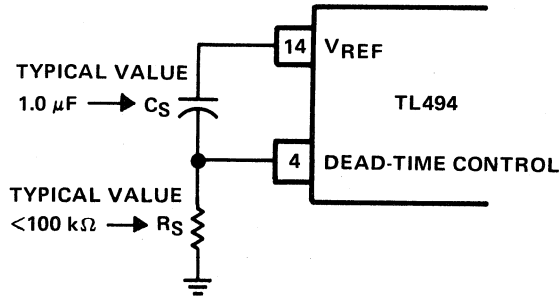 14 VREF
TYPICAL VALUE
1.0 μF CS
TL494
4 DEAD-TIME CONTROL
TYPICAL VALUE
<100 kΩ RS